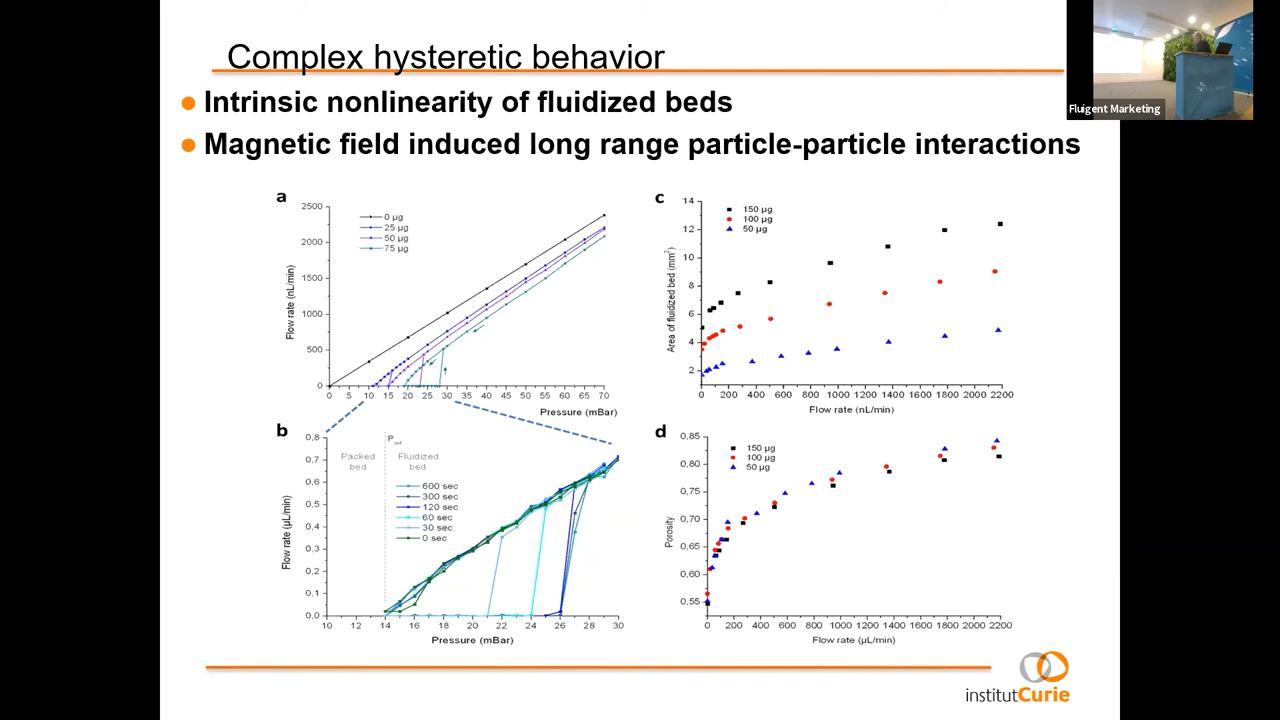 Complex hysteretic behavior
Intrinsic nonlinearity of fluidized beds
Magnetic field induced long range particle-particle interactions
Fluigent Marketing
a
2500
2000
1500
1000
500
0
0 µg
25 µg
50 µg
75 µg
Flow rate (nL/min)
0 5 10 15 20 25 30 35 40 45 50 55 60 65 70
Pressure (mBar)
b
0,8
0,7
0,6
0,5
0,4
0,3
0,2
0,1
0,0
Packed bed
P mf
Fluidized bed
600 sec
300 sec
120 sec
60 sec
30 sec
0 sec
Flow rate (µL/min)
10 12 14 16 18 20 22 24 26 28 30
Pressure (mBar)
c
14
12
10
8
6
4
2
150 µg
100 µg
50 µg
Area of fluidized bed (mm²)
0 200 400 600 800 1000 1200 1400 1600 1800 2000 2200
Flow rate (nL/min)
d
0,85
0,80
0,75
0,70
0,65
0,60
0,55
150 µg
100 µg
50 µg
Porosity
0 200 400 600 800 1000 1200 1400 1600 1800 2000 2200
Flow rate (µL/min)
institutCurie